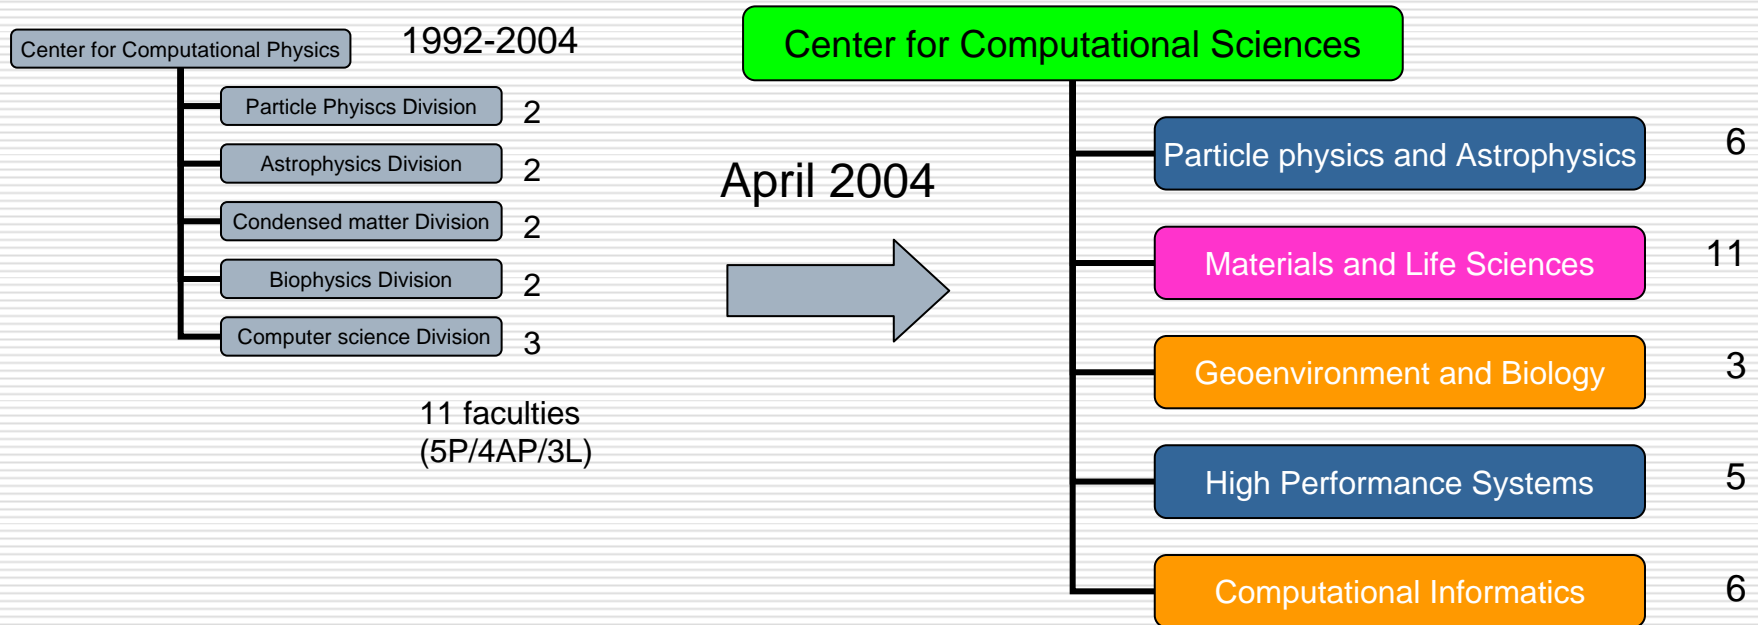 Center for Computational Physics
1992-2004
Particle Phyiscs Division
2
Astrophysics Division
2
Condensed matter Division
2
Biophysics Division
2
Computer science Division
3
11 faculties
(5P/4AP/3L)
April 2004
Center for Computational Sciences
Particle physics and Astrophysics
6
Materials and Life Sciences
11
Geoenvironment and Biology
3
High Performance Systems
5
Computational Informatics
6